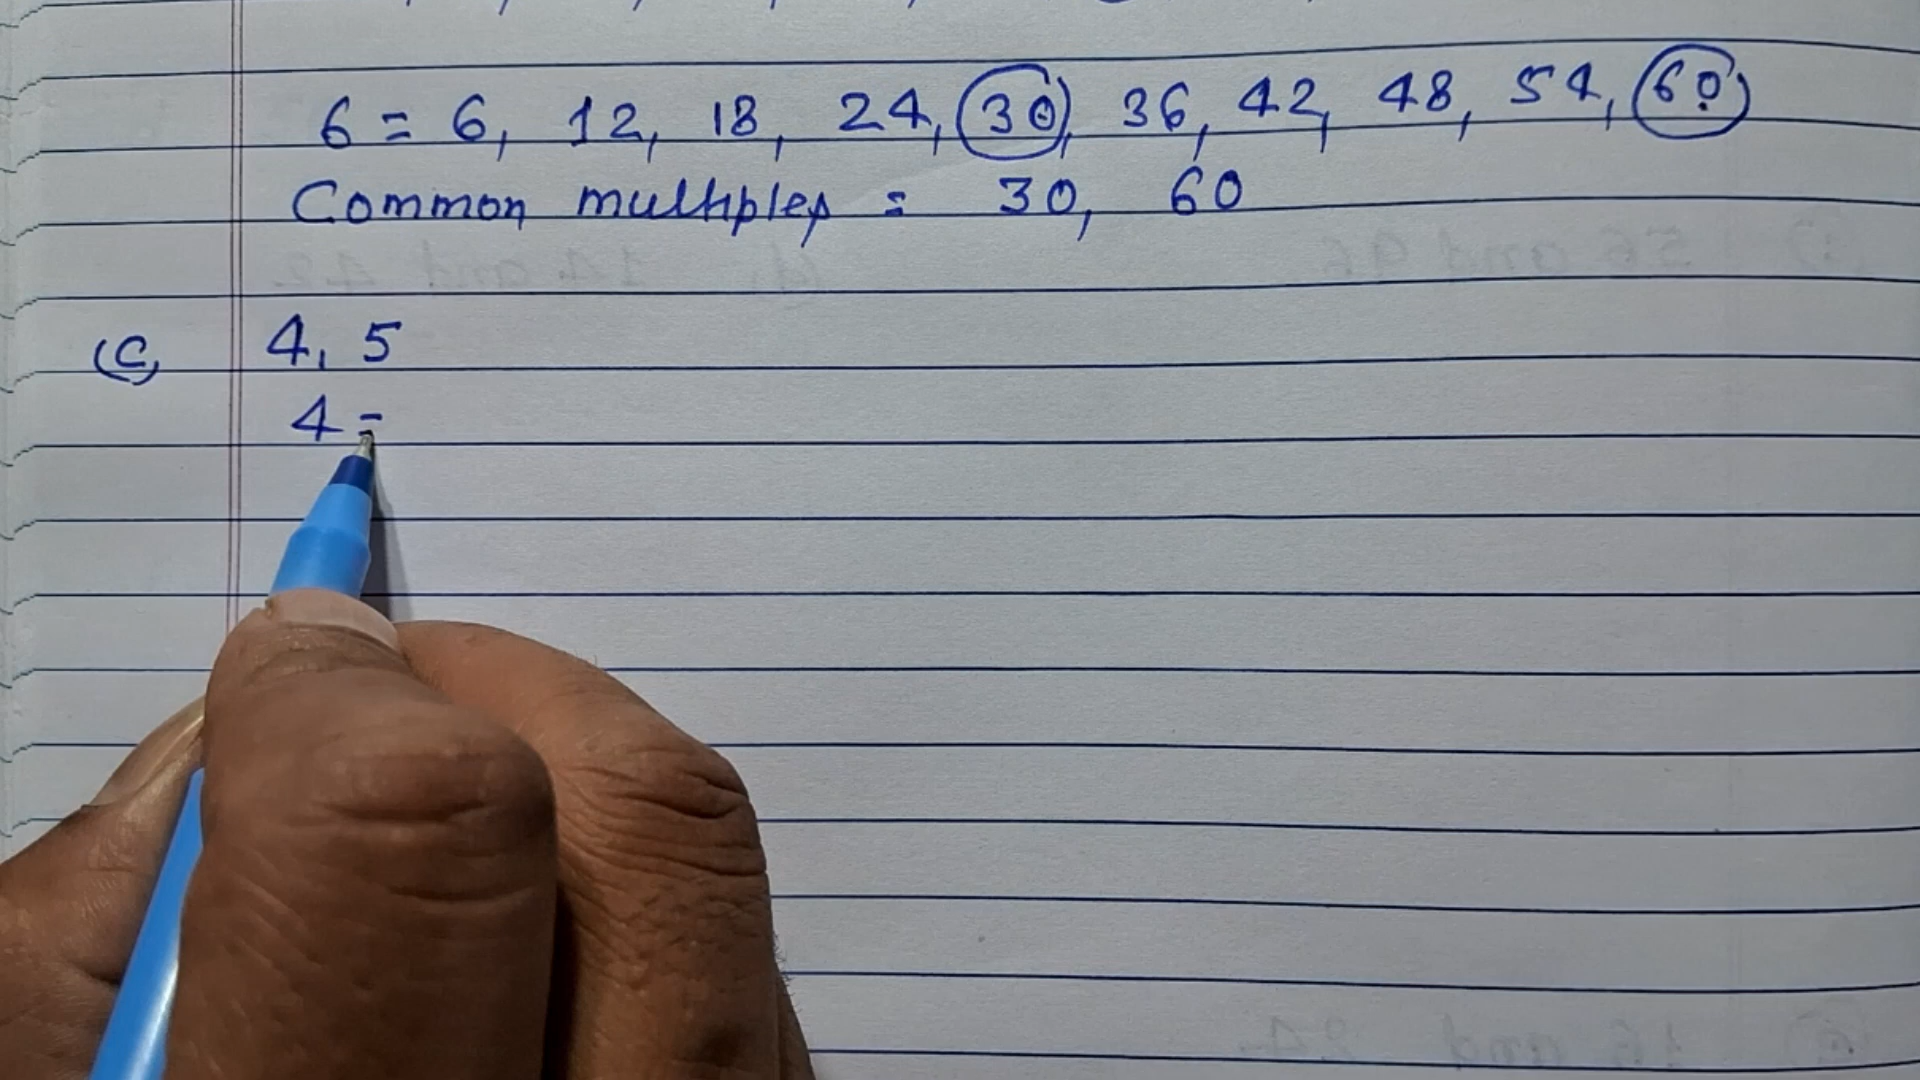 6 = 6, 12, 18, 24, 30, 36, 42, 48, 54, 60
Common multiples = 30, 60
(c) 4, 5
4 =